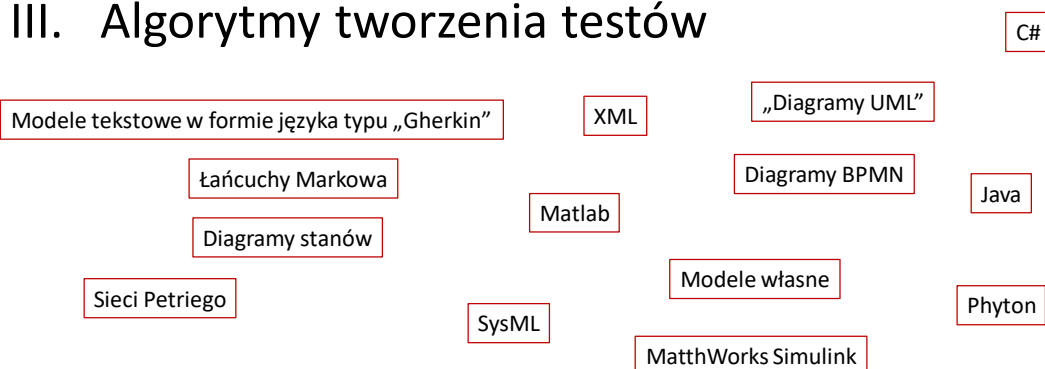 III. Algorytmy tworzenia testów
C#
Modele tekstowe w formie języka typu „Gherkin”
XML
„Diagramy UML”
Łańcuchy Markowa
Diagramy BPMN
Java
Matlab
Diagramy stanów
Modele własne
Sieci Petriego
Phyton
SysML
MatthWorks Simulink